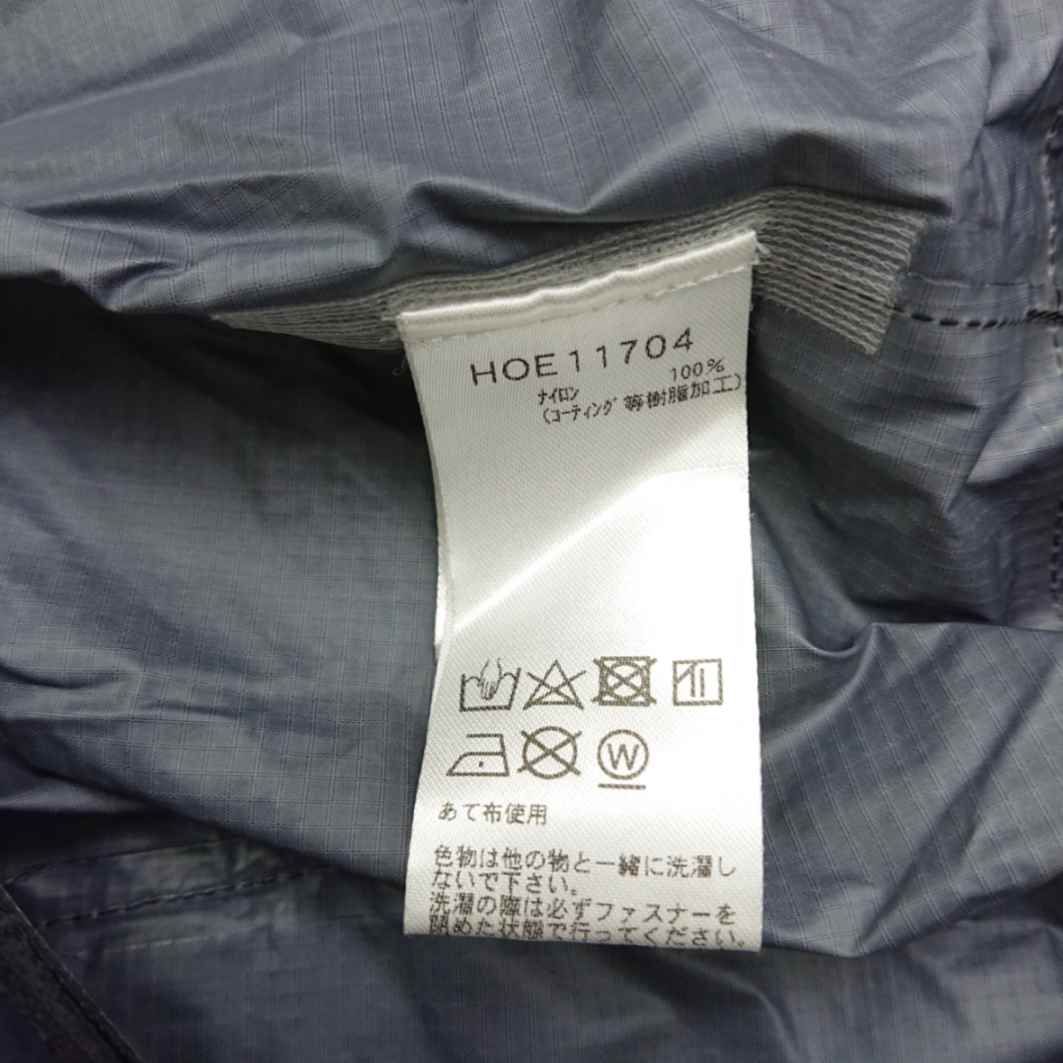 HOE11704
ナイロン 100%
(コーティング等樹脂加工)
W
あて布使用
色物は他の物と一緒に洗濯し
ないで下さい。
洗濯の際は必ずファスナーを
閉めた状態で行ってください。